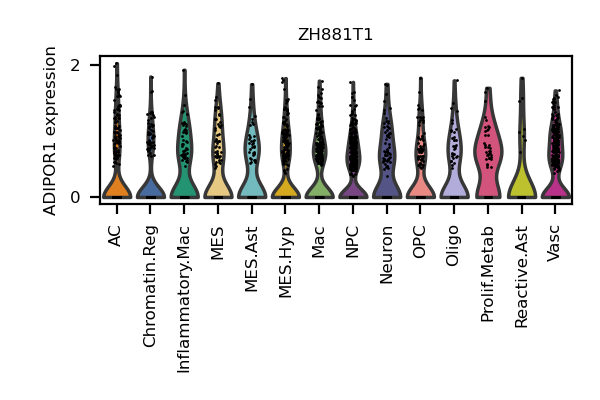 ZH881T1
ADIPOR1 expression
2
0
AC
Chromatin.Reg
Inflammatory.Mac
MES
MES.Ast
MES.Hyp
Mac
NPC
Neuron
OPC
Oligo
Prolif.Metab
Reactive.Ast
Vasc